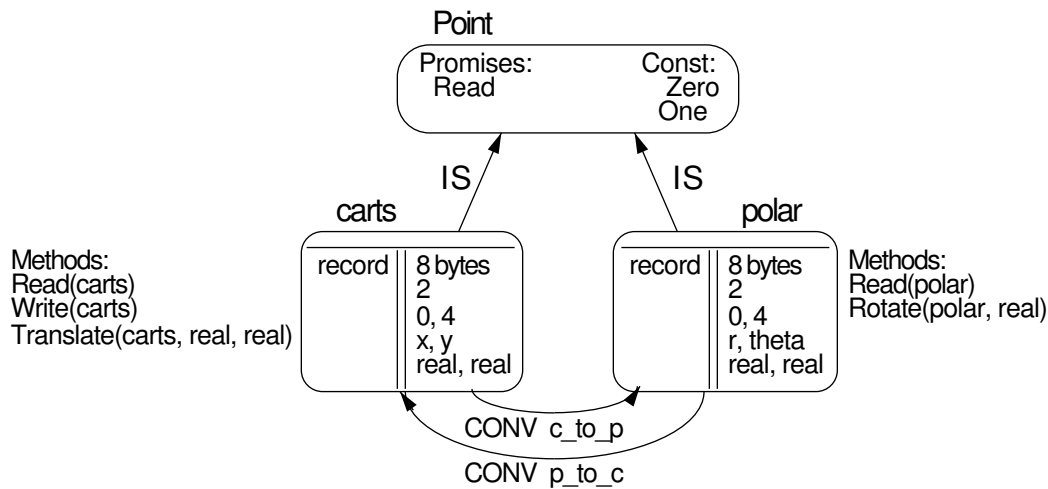 Point
Promises: Const:
Read Zero
One
IS IS
carts polar
Methods:
Read(carts)
Write(carts)
Translate(carts, real, real)
record 8 bytes
2
0, 4
x, y
real, real
record 8 bytes
2
0, 4
r, theta
real, real
Methods:
Read(polar)
Rotate(polar, real)
CONV c_to_p
CONV p_to_c